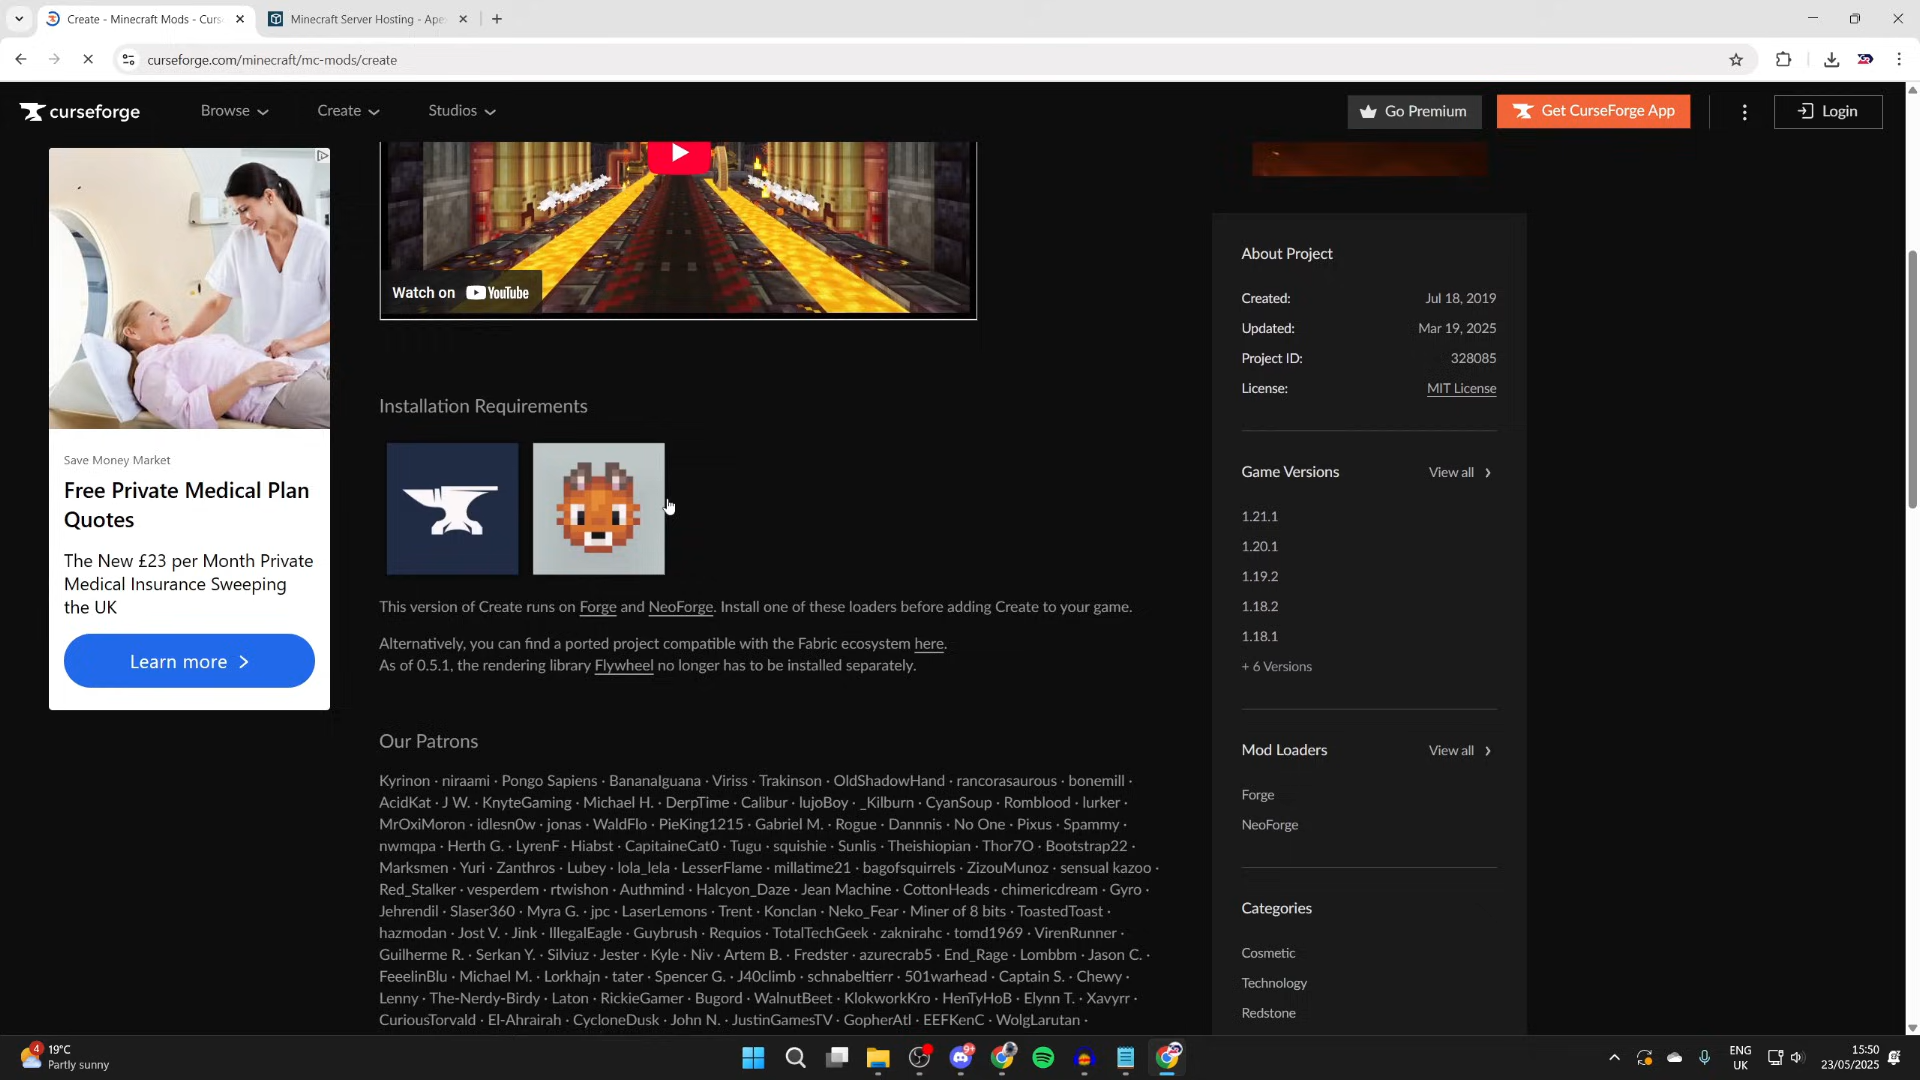 Create - Minecraft Mods - Curs
Minecraft Server Hosting - Ape
curseforge.com/minecraft/mc-mods/create
curseforge
Browse
Create
Studios
Go Premium
Get CurseForge App
Login
Watch on YouTube
Save Money Market
Free Private Medical Plan
Quotes
The New £23 per Month Private
Medical Insurance Sweeping
the UK
Learn more
Installation Requirements
This version of Create runs on Forge and NeoForge. Install one of these loaders before adding Create to your game.
Alternatively, you can find a ported project compatible with the Fabric ecosystem here.
As of 0.5.1, the rendering library Flywheel no longer has to be installed separately.
Our Patrons
Kyrinon · niraami · Pongo Sapiens · BananaIguana · Viriss · Trakinson · OldShadowHand · rancorasaurous · bonemill ·
AcidKat · J W. · KnyteGaming · Michael H. · DerpTime · Calibur · lujoBoy · _Kilburn · CyanSoup · Romblood · lurker ·
MrOxiMoron · idlesn0w · jonas · WaldFlo · PieKing1215 · Gabriel M. · Rogue · Dannnis · No One · Pixus · Spammy ·
nwmqpa · Herth G. · LyrenF · Hiabst · CapitaineCat0 · Tugu · squishie · Sunlis · Theishiopian · Thor7O · Bootstrap22 ·
Marksmen · Yuri · Zanthros · Lubey · lola_lela · LesserFlame · millatime21 · bagofsquirrels · ZizouMunoz · sensual kazoo ·
Red_Stalker · vesperdem · rtwishon · Authmind · Halcyon_Daze · Jean Machine · CottonHeads · chimericdream · Gyro ·
Jehrendil · Slaser360 · Myra G. · jpc · LaserLemons · Trent · Konclan · Neko_Fear · Miner of 8 bits · ToastedToast ·
hazmodan · Jost V. · Jink · IllegalEagle · Guybrush · Requios · TotalTechGeek · zaknirahc · tomd1969 · VirenRunner ·
Guilherme R. · Serkan Y. · Silviuz · Jester · Kyle · Niv · Artem B. · Fredster · azurecrab5 · End_Rage · Lombbm · Jason C. ·
FeeelinBlu · Michael M. · Lorkhajn · tater · Spencer G. · J40climb · schnabeltierr · 501warhead · Captain S. · Chewy ·
Lenny · The-Nerdy-Birdy · Laton · RickieGamer · Bugord · WalnutBeet · KlokworkKro · HenTyHoB · Elynn T. · Xavyrr ·
CuriousTorvald · El-Ahrairah · CycloneDusk · John N. · JustinGamesTV · GopherAtl · EEFKenC · WolgLarutan ·
About Project
Created: Jul 18, 2019
Updated: Mar 19, 2025
Project ID: 328085
License: MIT License
Game Versions View all
1.21.1
1.20.1
1.19.2
1.18.2
1.18.1
+ 6 Versions
Mod Loaders View all
Forge
NeoForge
Categories
Cosmetic
Technology
Redstone
4
19°C
Partly sunny
9+
ENG
UK
15:50
23/05/2025